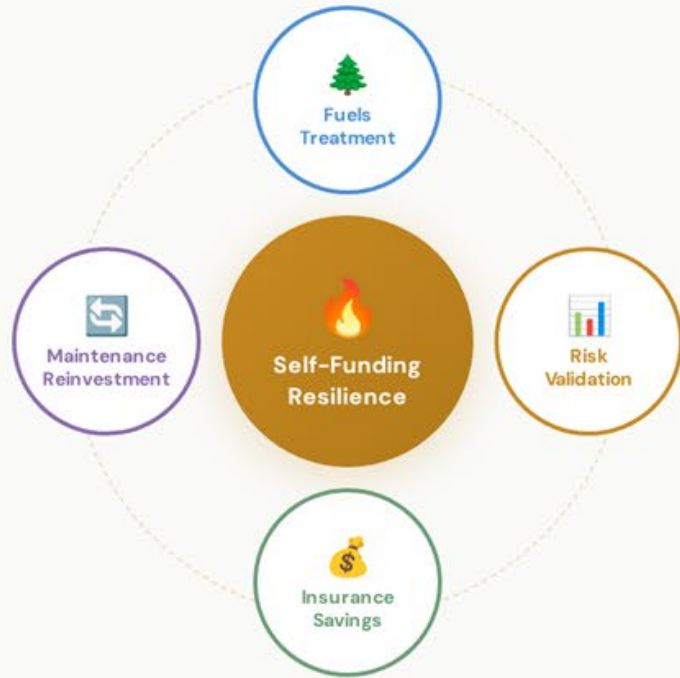 Fuels
Treatment
Maintenance
Reinvestment
Self-Funding
Resilience
Risk
Validation
Insurance
Savings